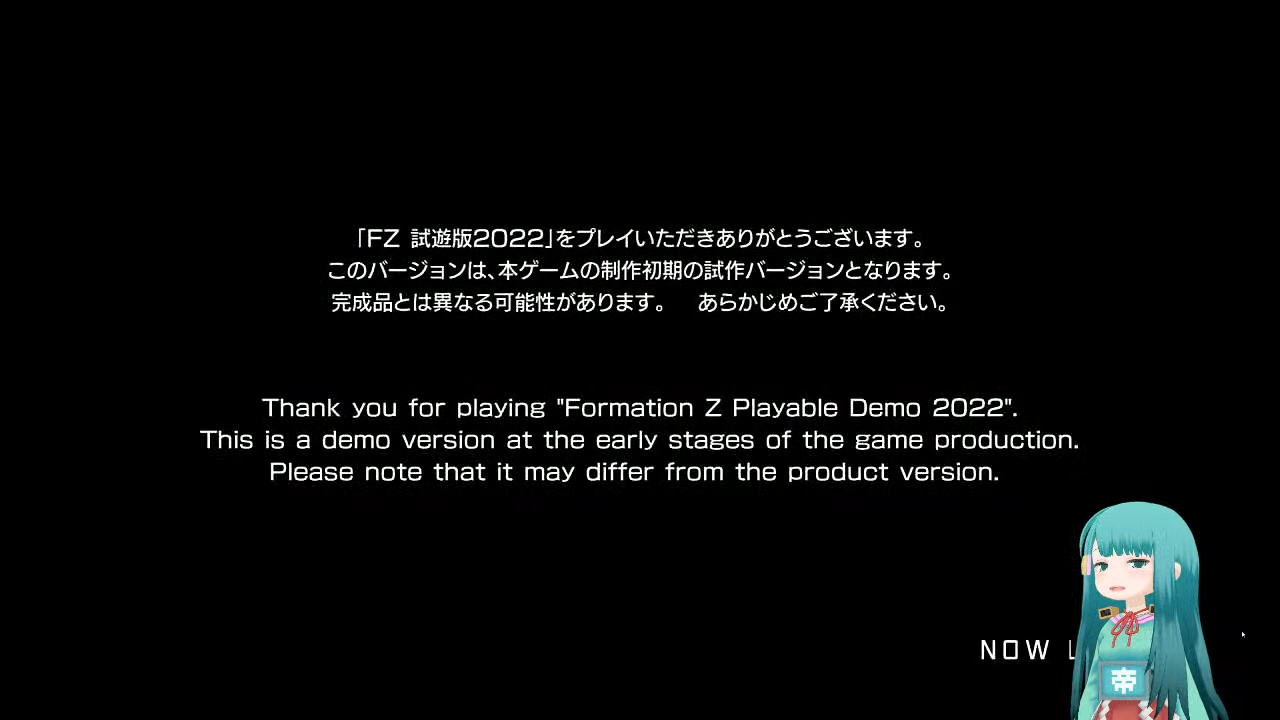 「FZ 試遊版2022」をプレイいただきありがとうございます。
このバージョンは、本ゲームの制作初期の試作バージョンとなります。
完成品とは異なる可能性があります。　あらかじめご了承ください。
Thank you for playing "Formation Z Playable Demo 2022".
This is a demo version at the early stages of the game production.
Please note that it may differ from the product version.
NOW L
帝